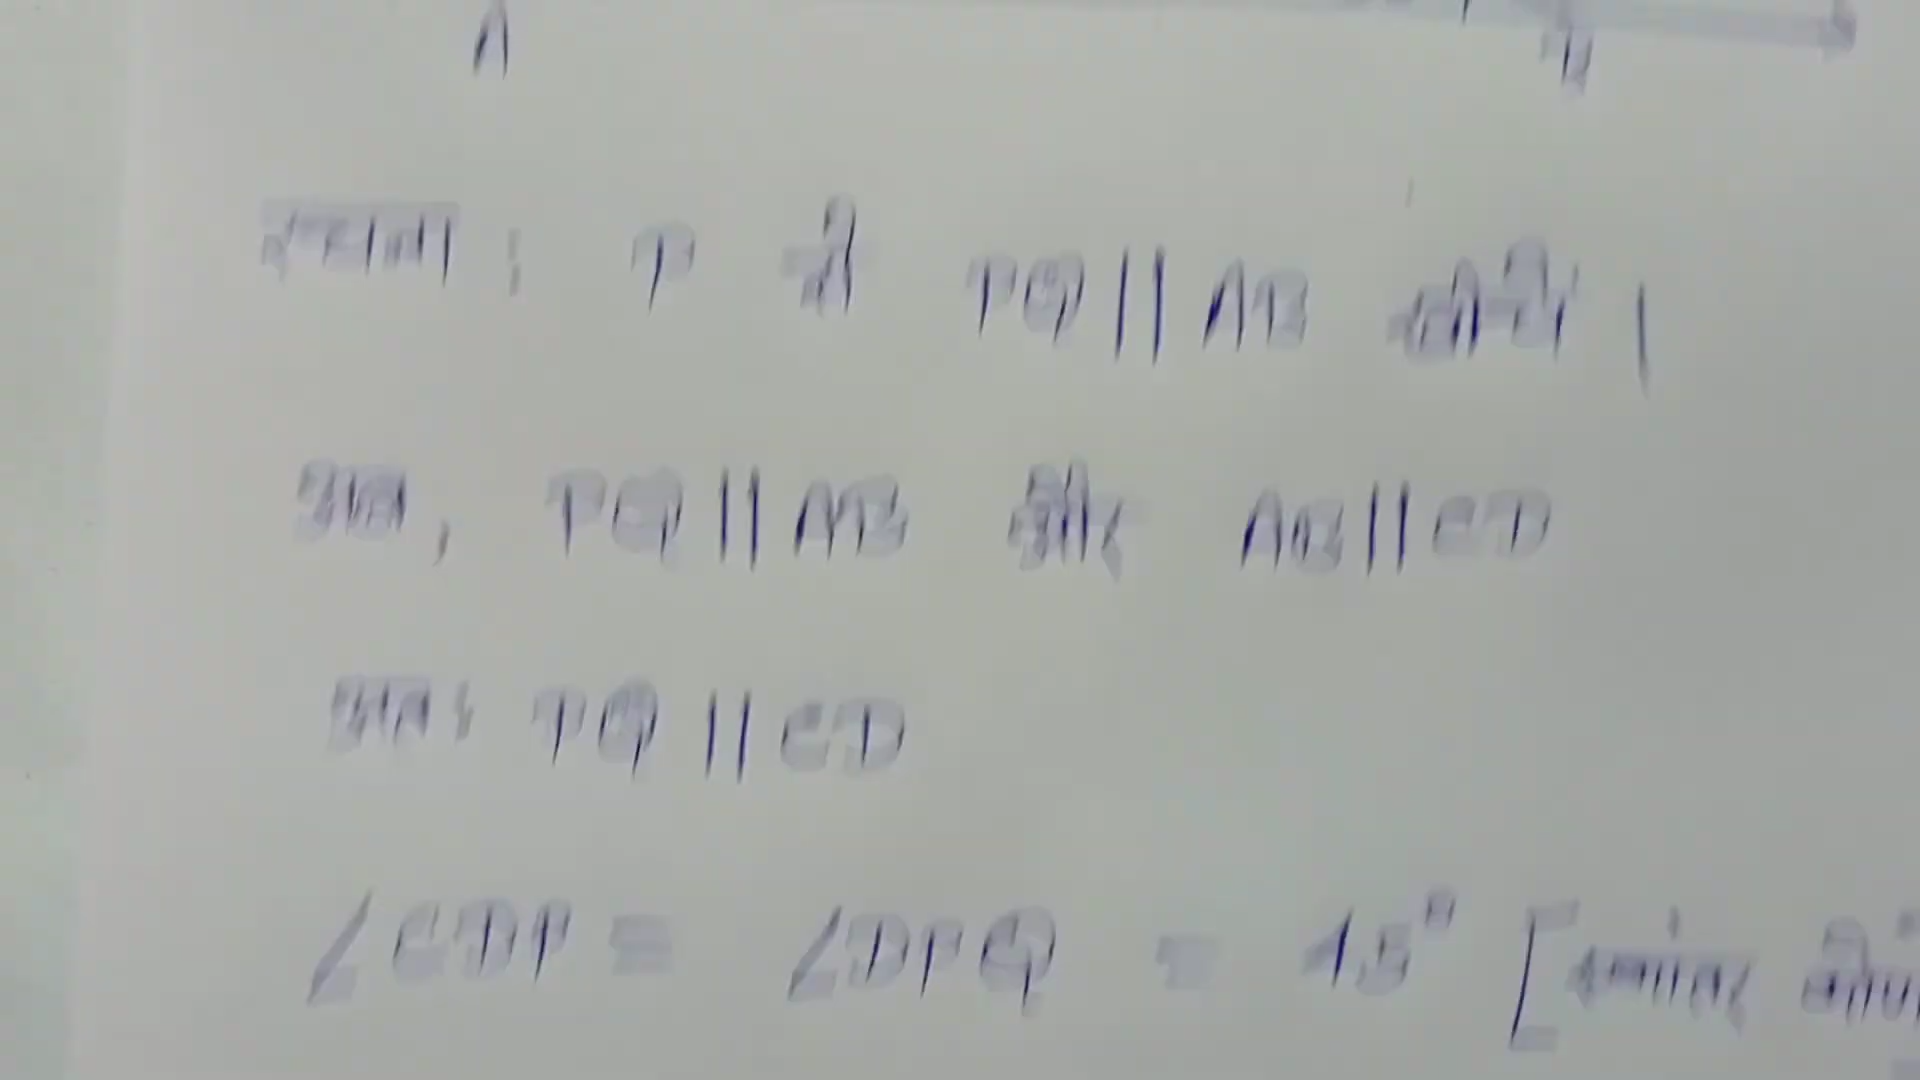 A
रचना : P से PQ || AB खींचा |
अब, PQ || AB और AB || CD
अतः PQ || CD
∠CDP = ∠DPQ = 45° [एकांतर कोण